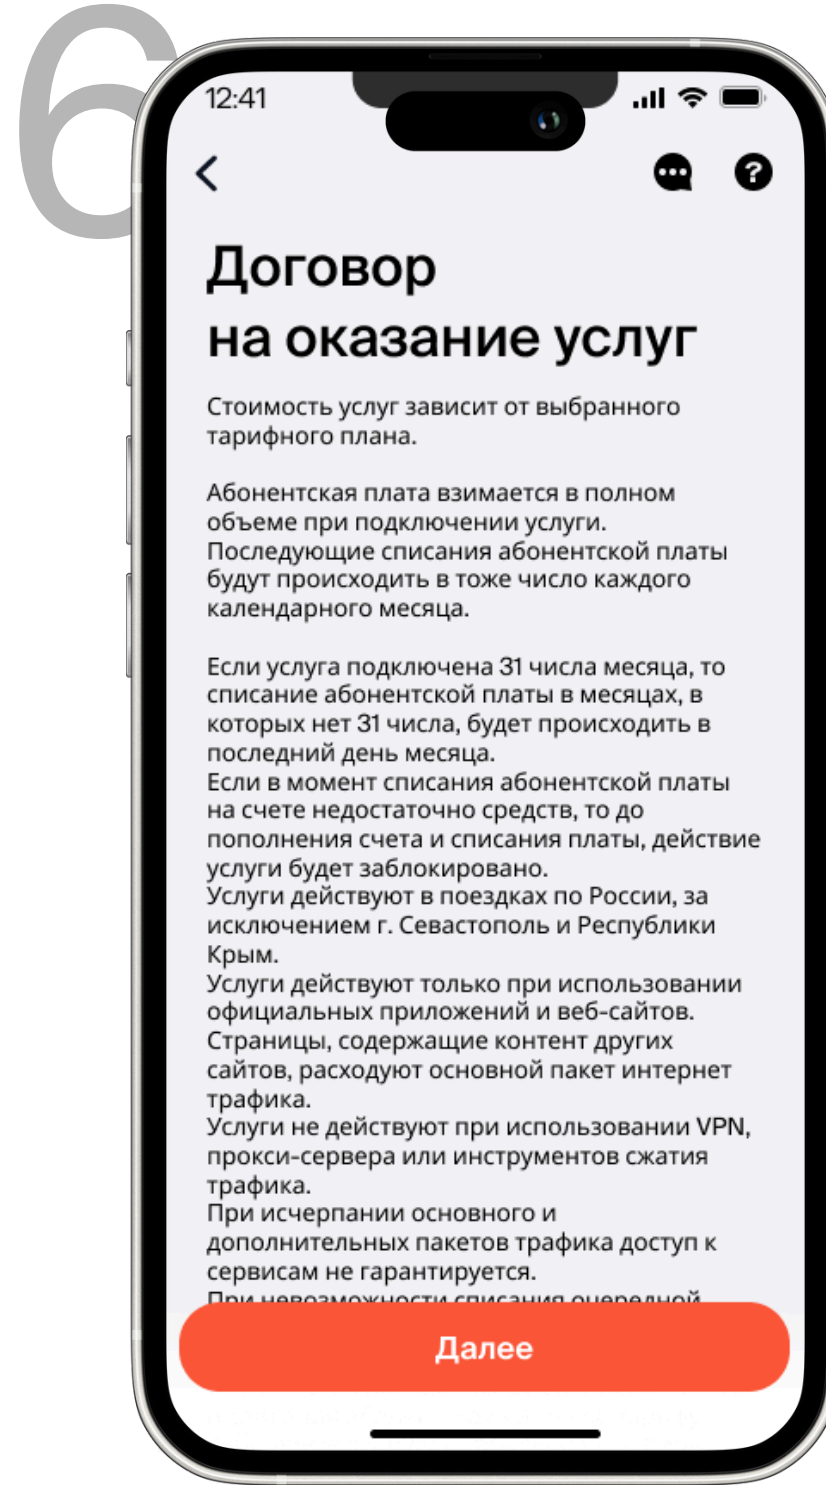 6
12:41
Договор
на оказание услуг
Стоимость услуг зависит от выбранного
тарифного плана.
Абонентская плата взимается в полном
объеме при подключении услуги.
Последующие списания абонентской платы
будут происходить в тоже число каждого
календарного месяца.
Если услуга подключена 31 числа месяца, то
списание абонентской платы в месяцах, в
которых нет 31 числа, будет происходить в
последний день месяца.
Если в момент списания абонентской платы
на счете недостаточно средств, то до
пополнения счета и списания платы, действие
услуги будет заблокировано.
Услуги действуют в поездках по России, за
исключением г. Севастополь и Республики
Крым.
Услуги действуют только при использовании
официальных приложений и веб-сайтов.
Страницы, содержащие контент других
сайтов, расходуют основной пакет интернет
трафика.
Услуги не действуют при использовании VPN,
прокси-сервера или инструментов сжатия
трафика.
При исчерпании основного и
дополнительных пакетов трафика доступ к
сервисам не гарантируется.
При невозможности списания очередной
Далее